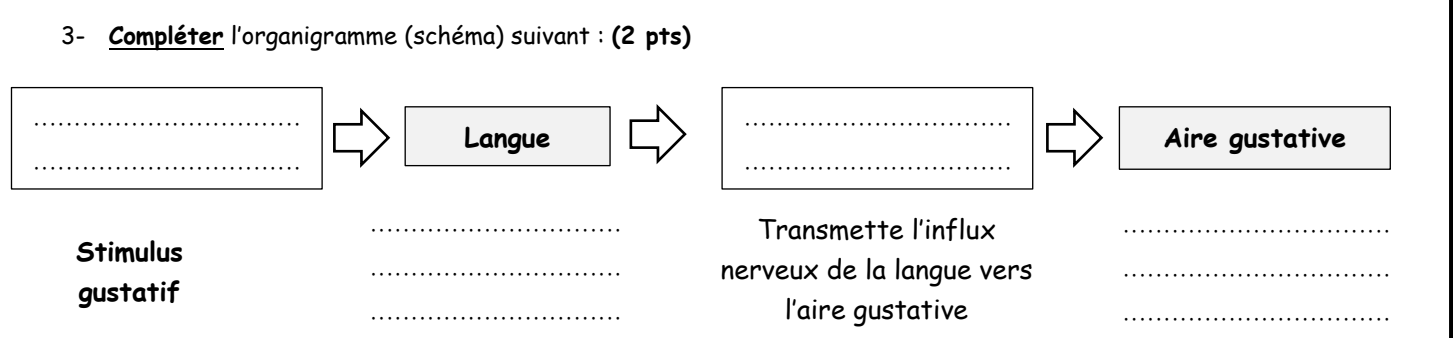 3- Compléter l'organigramme (schéma) suivant : (2 pts)
……………………………
……………………………
Langue
……………………………
……………………………
Aire gustative
Stimulus
gustatif
…………………………
…………………………
…………………………
Transmette l'influx
nerveux de la langue vers
l'aire gustative
……………………………
……………………………
……………………………